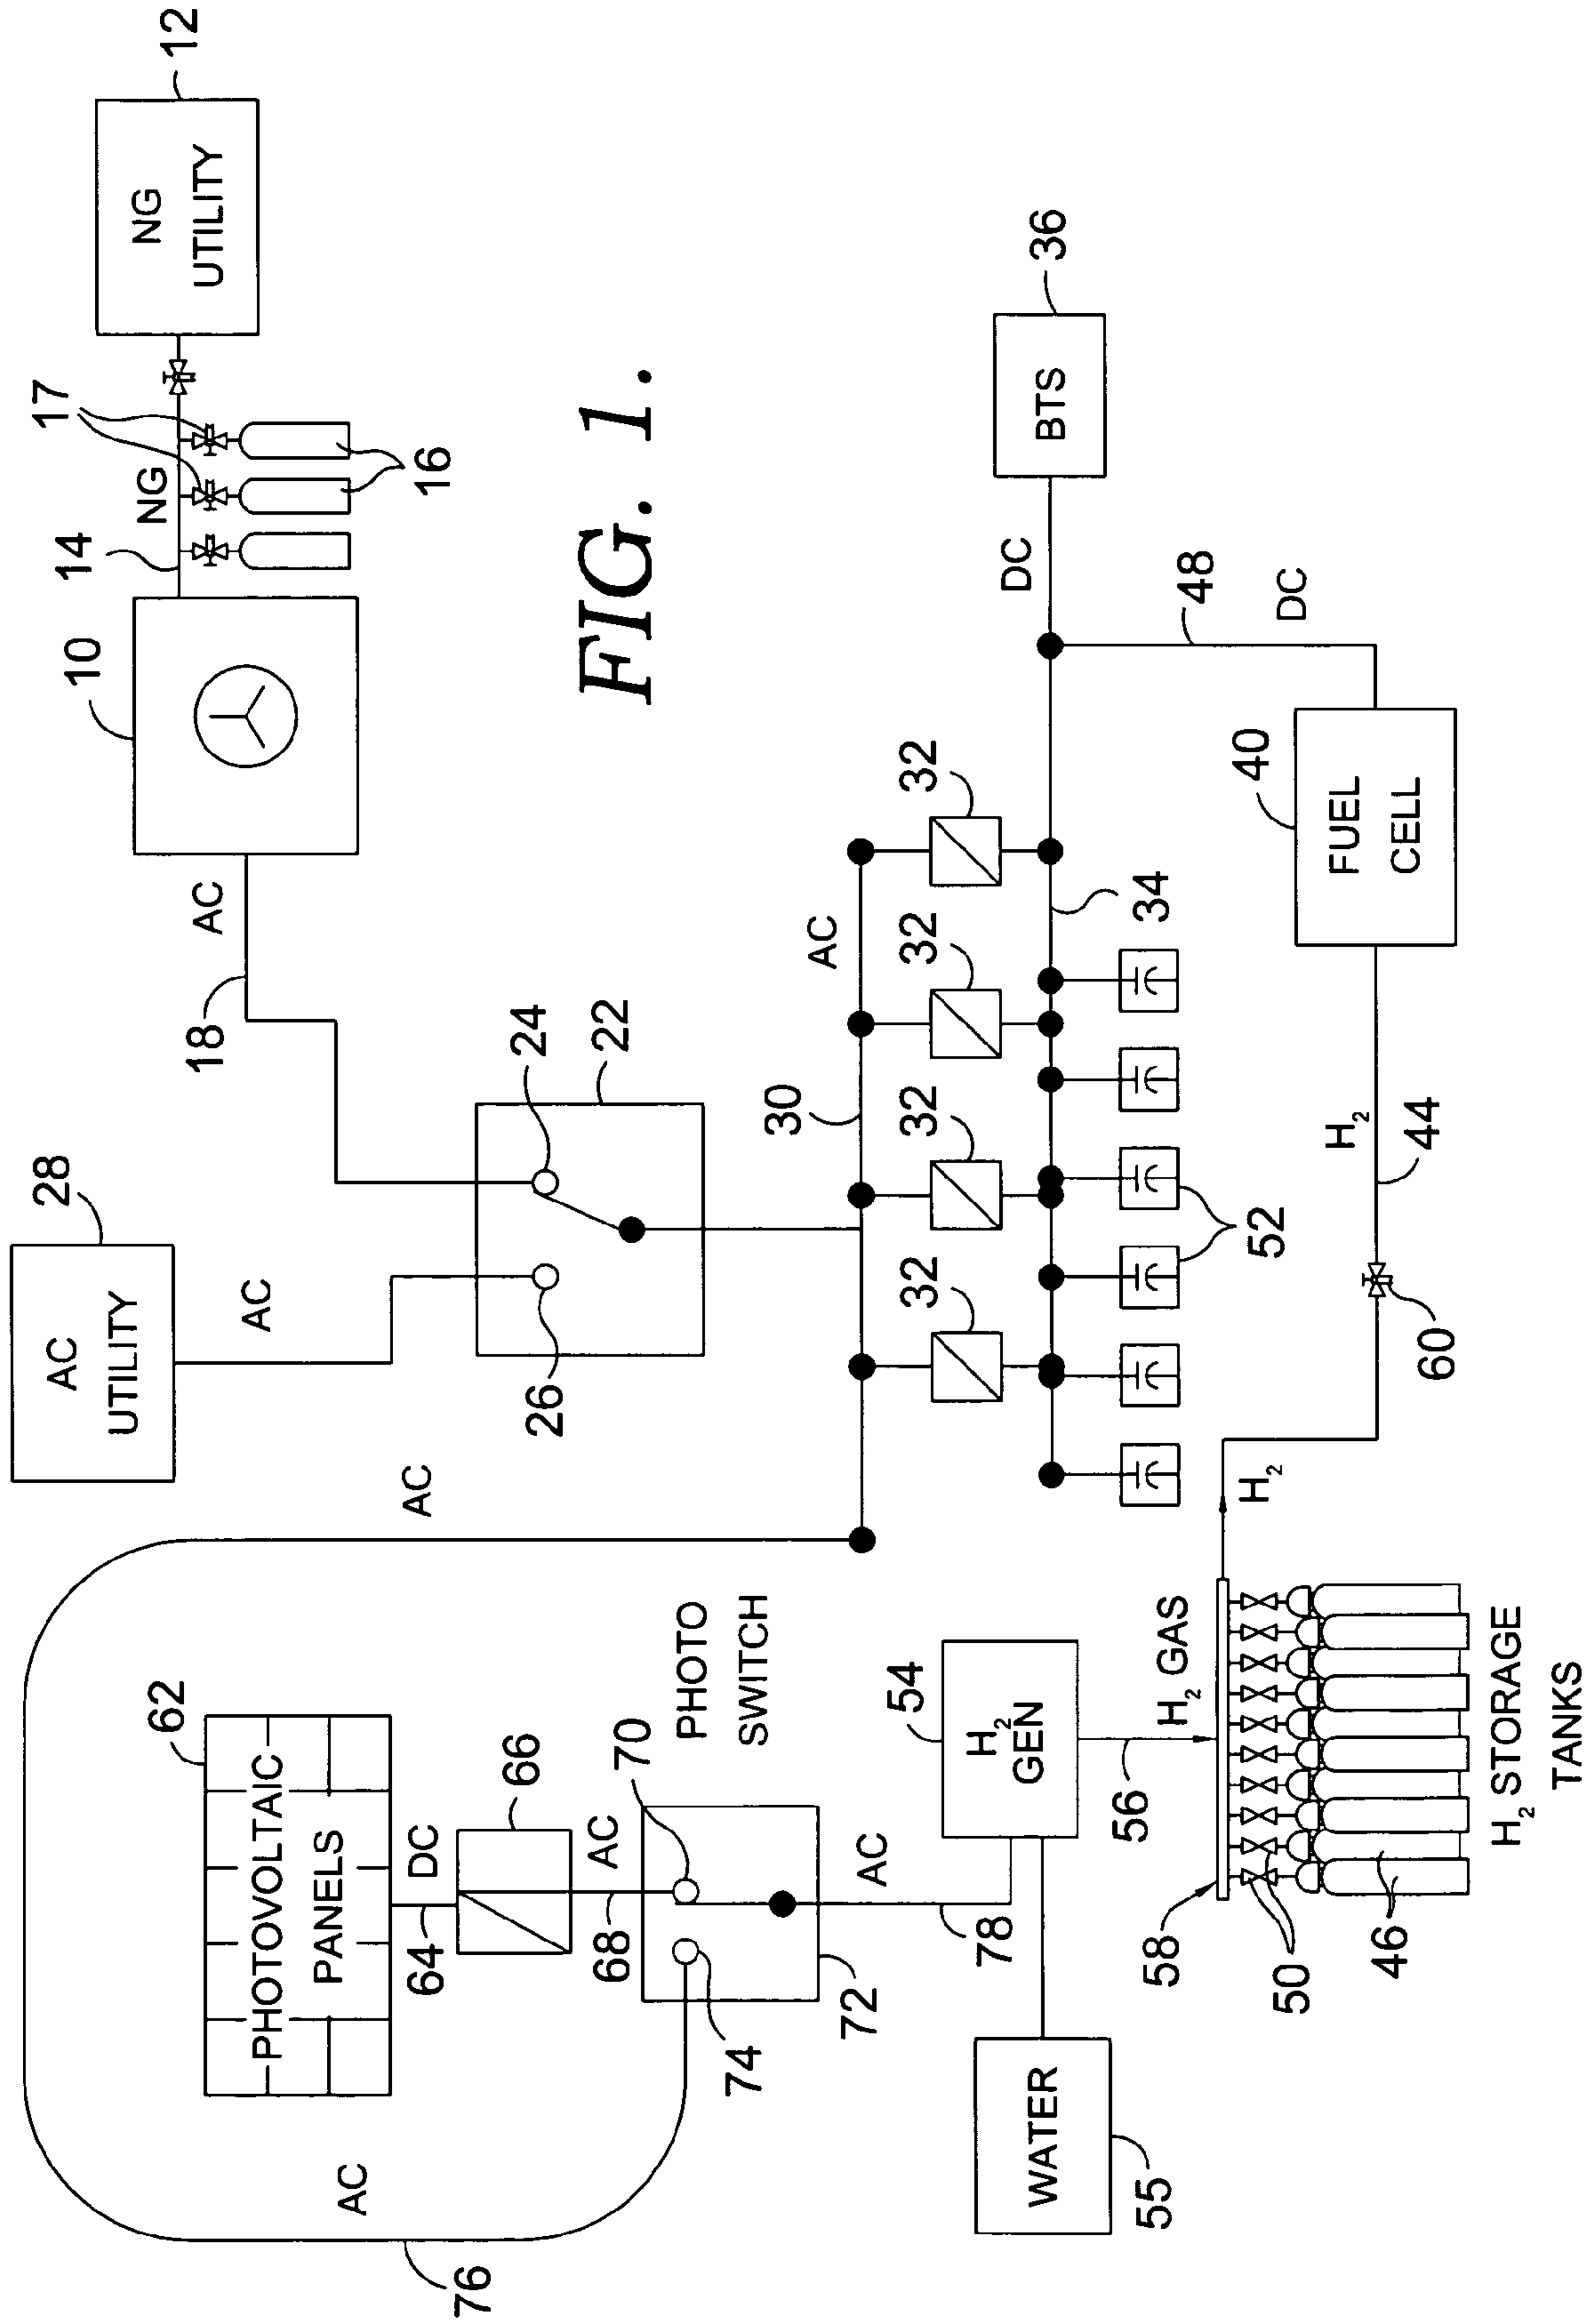 76
AC
AC
AC
UTILITY
28
AC
18
AC
10
14
NG
17
16
NG
UTILITY
12
PHOTOVOLTAIC
PANELS
62
64
DC
66
68
AC
70
PHOTO
SWITCH
74
72
26
24
22
FIG. 1.
78
AC
30
AC
32
32
32
32
34
DC
BTS
36
WATER
55
H2
GEN
54
56
H2 GAS
H2
52
48
DC
58
50
46
H2 STORAGE
TANKS
60
H2
44
FUEL
CELL
40